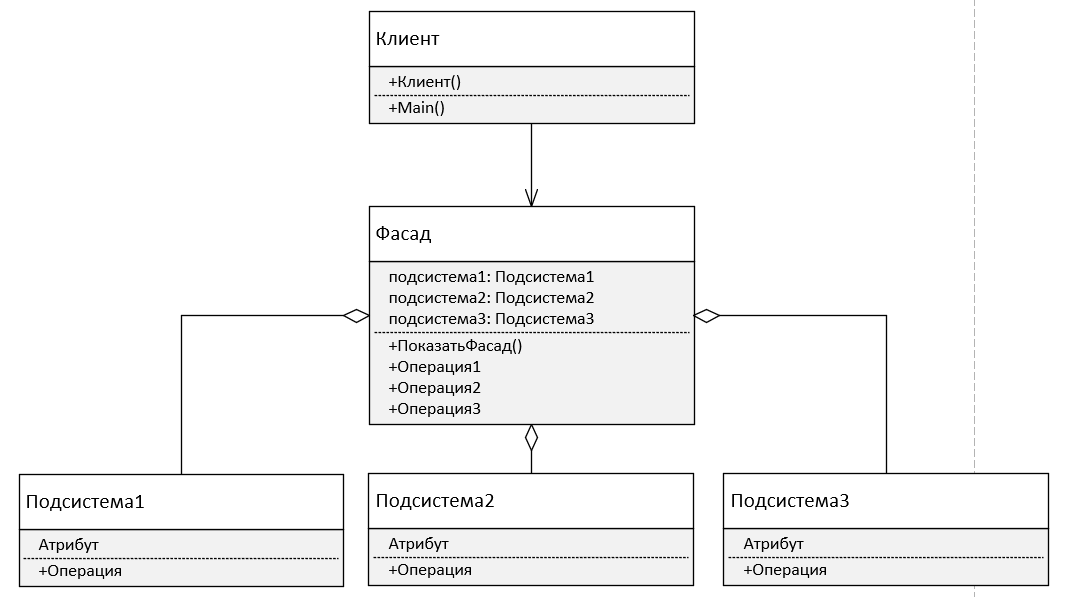 Клиент
+Клиент()
+Main()
Фасад
подсистема1: Подсистема1
подсистема2: Подсистема2
подсистема3: Подсистема3
+ПоказатьФасад()
+Операция1
+Операция2
+Операция3
Подсистема1
Атрибут
+Операция
Подсистема2
Атрибут
+Операция
Подсистема3
Атрибут
+Операция